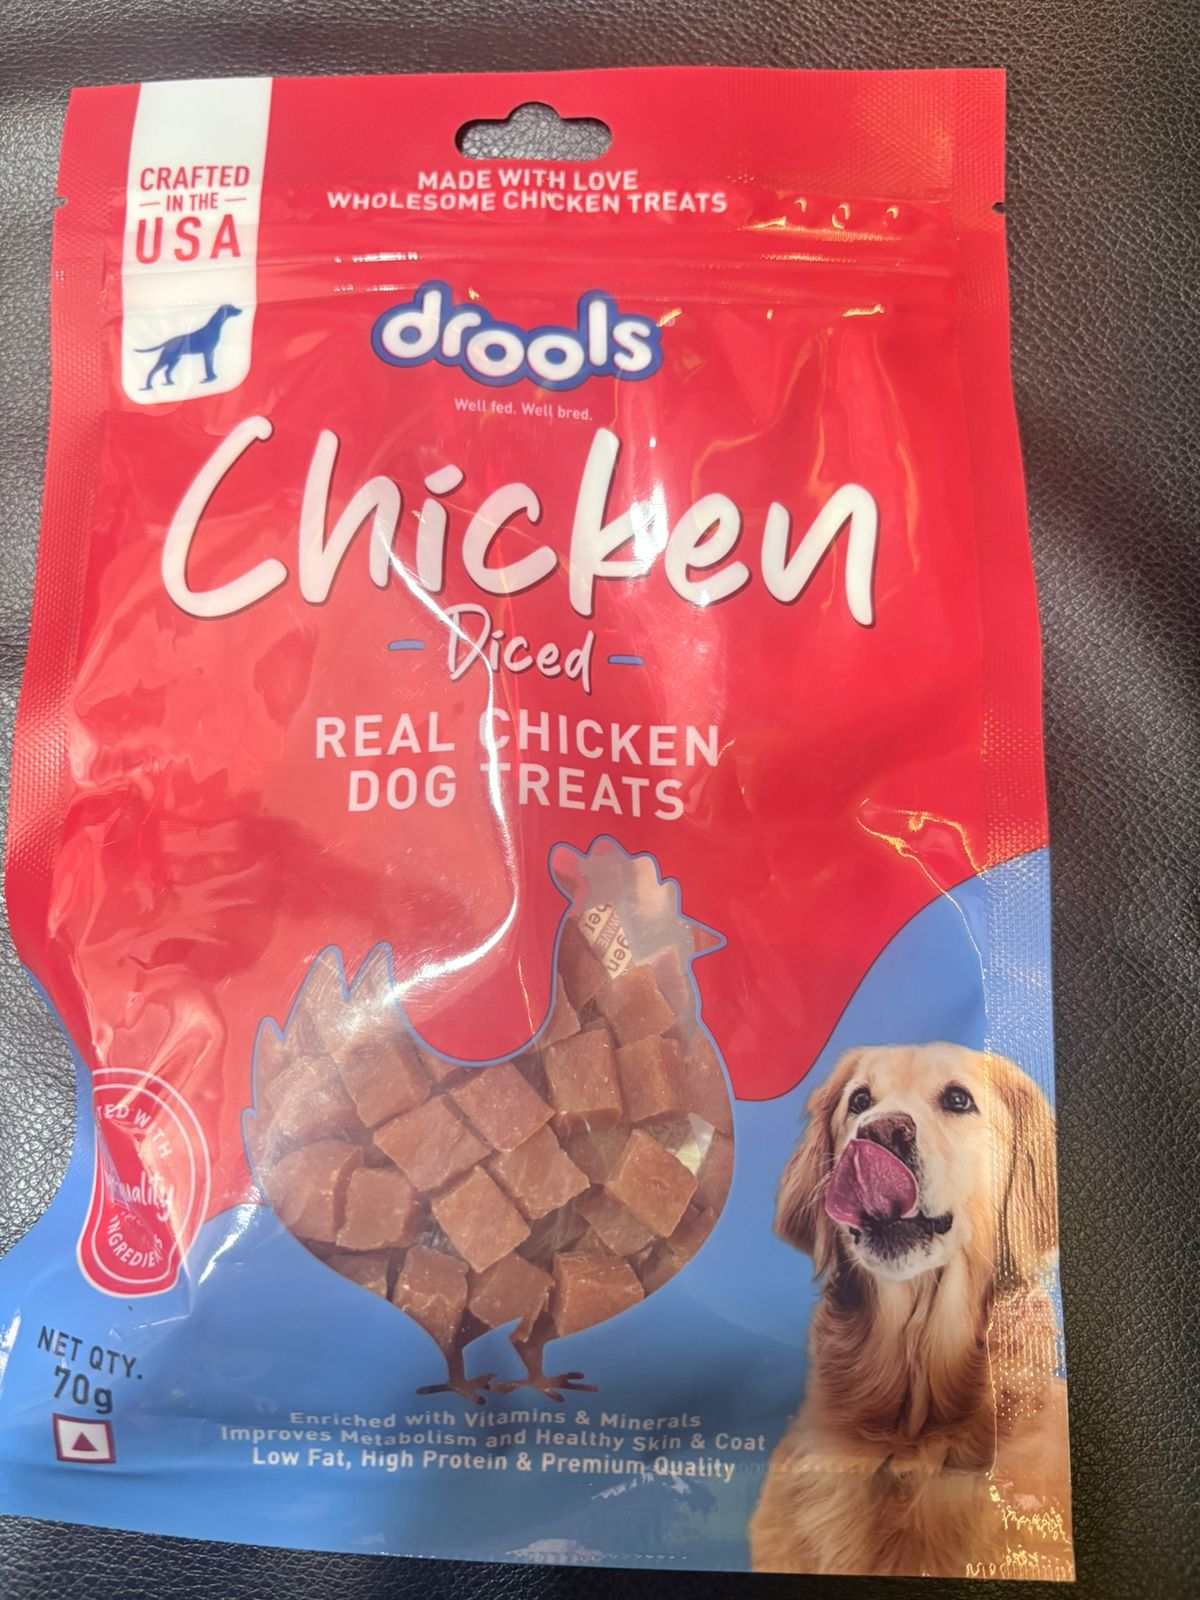 CRAFTED
IN THE
USA
MADE WITH LOVE
WHOLESOME CHICKEN TREATS
drools
Well fed. Well bred.
Chicken
Diced
REAL CHICKEN
DOG TREATS
WITH
INGREDIENTS
NET QTY.
70g
Enriched with Vitamins & Minerals
Improves Metabolism and Healthy Skin & Coat
Low Fat, High Protein & Premium Quality